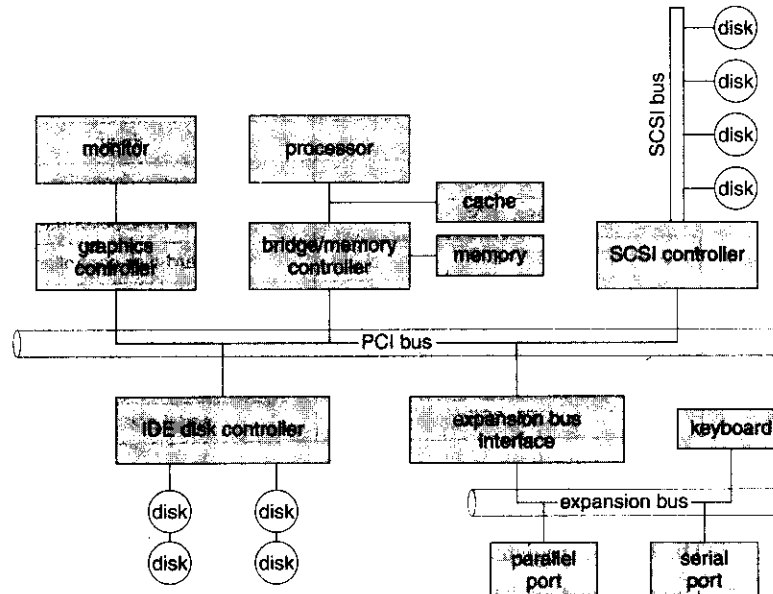 disk
disk
SCSI bus
disk
disk
monitor
processor
cache
graphics
controller
bridge/memory
controller
memory
SCSI controller
PCI bus
IDE disk controller
expansion bus
interface
keyboard
disk
disk
expansion bus
disk
disk
parallel
port
serial
port